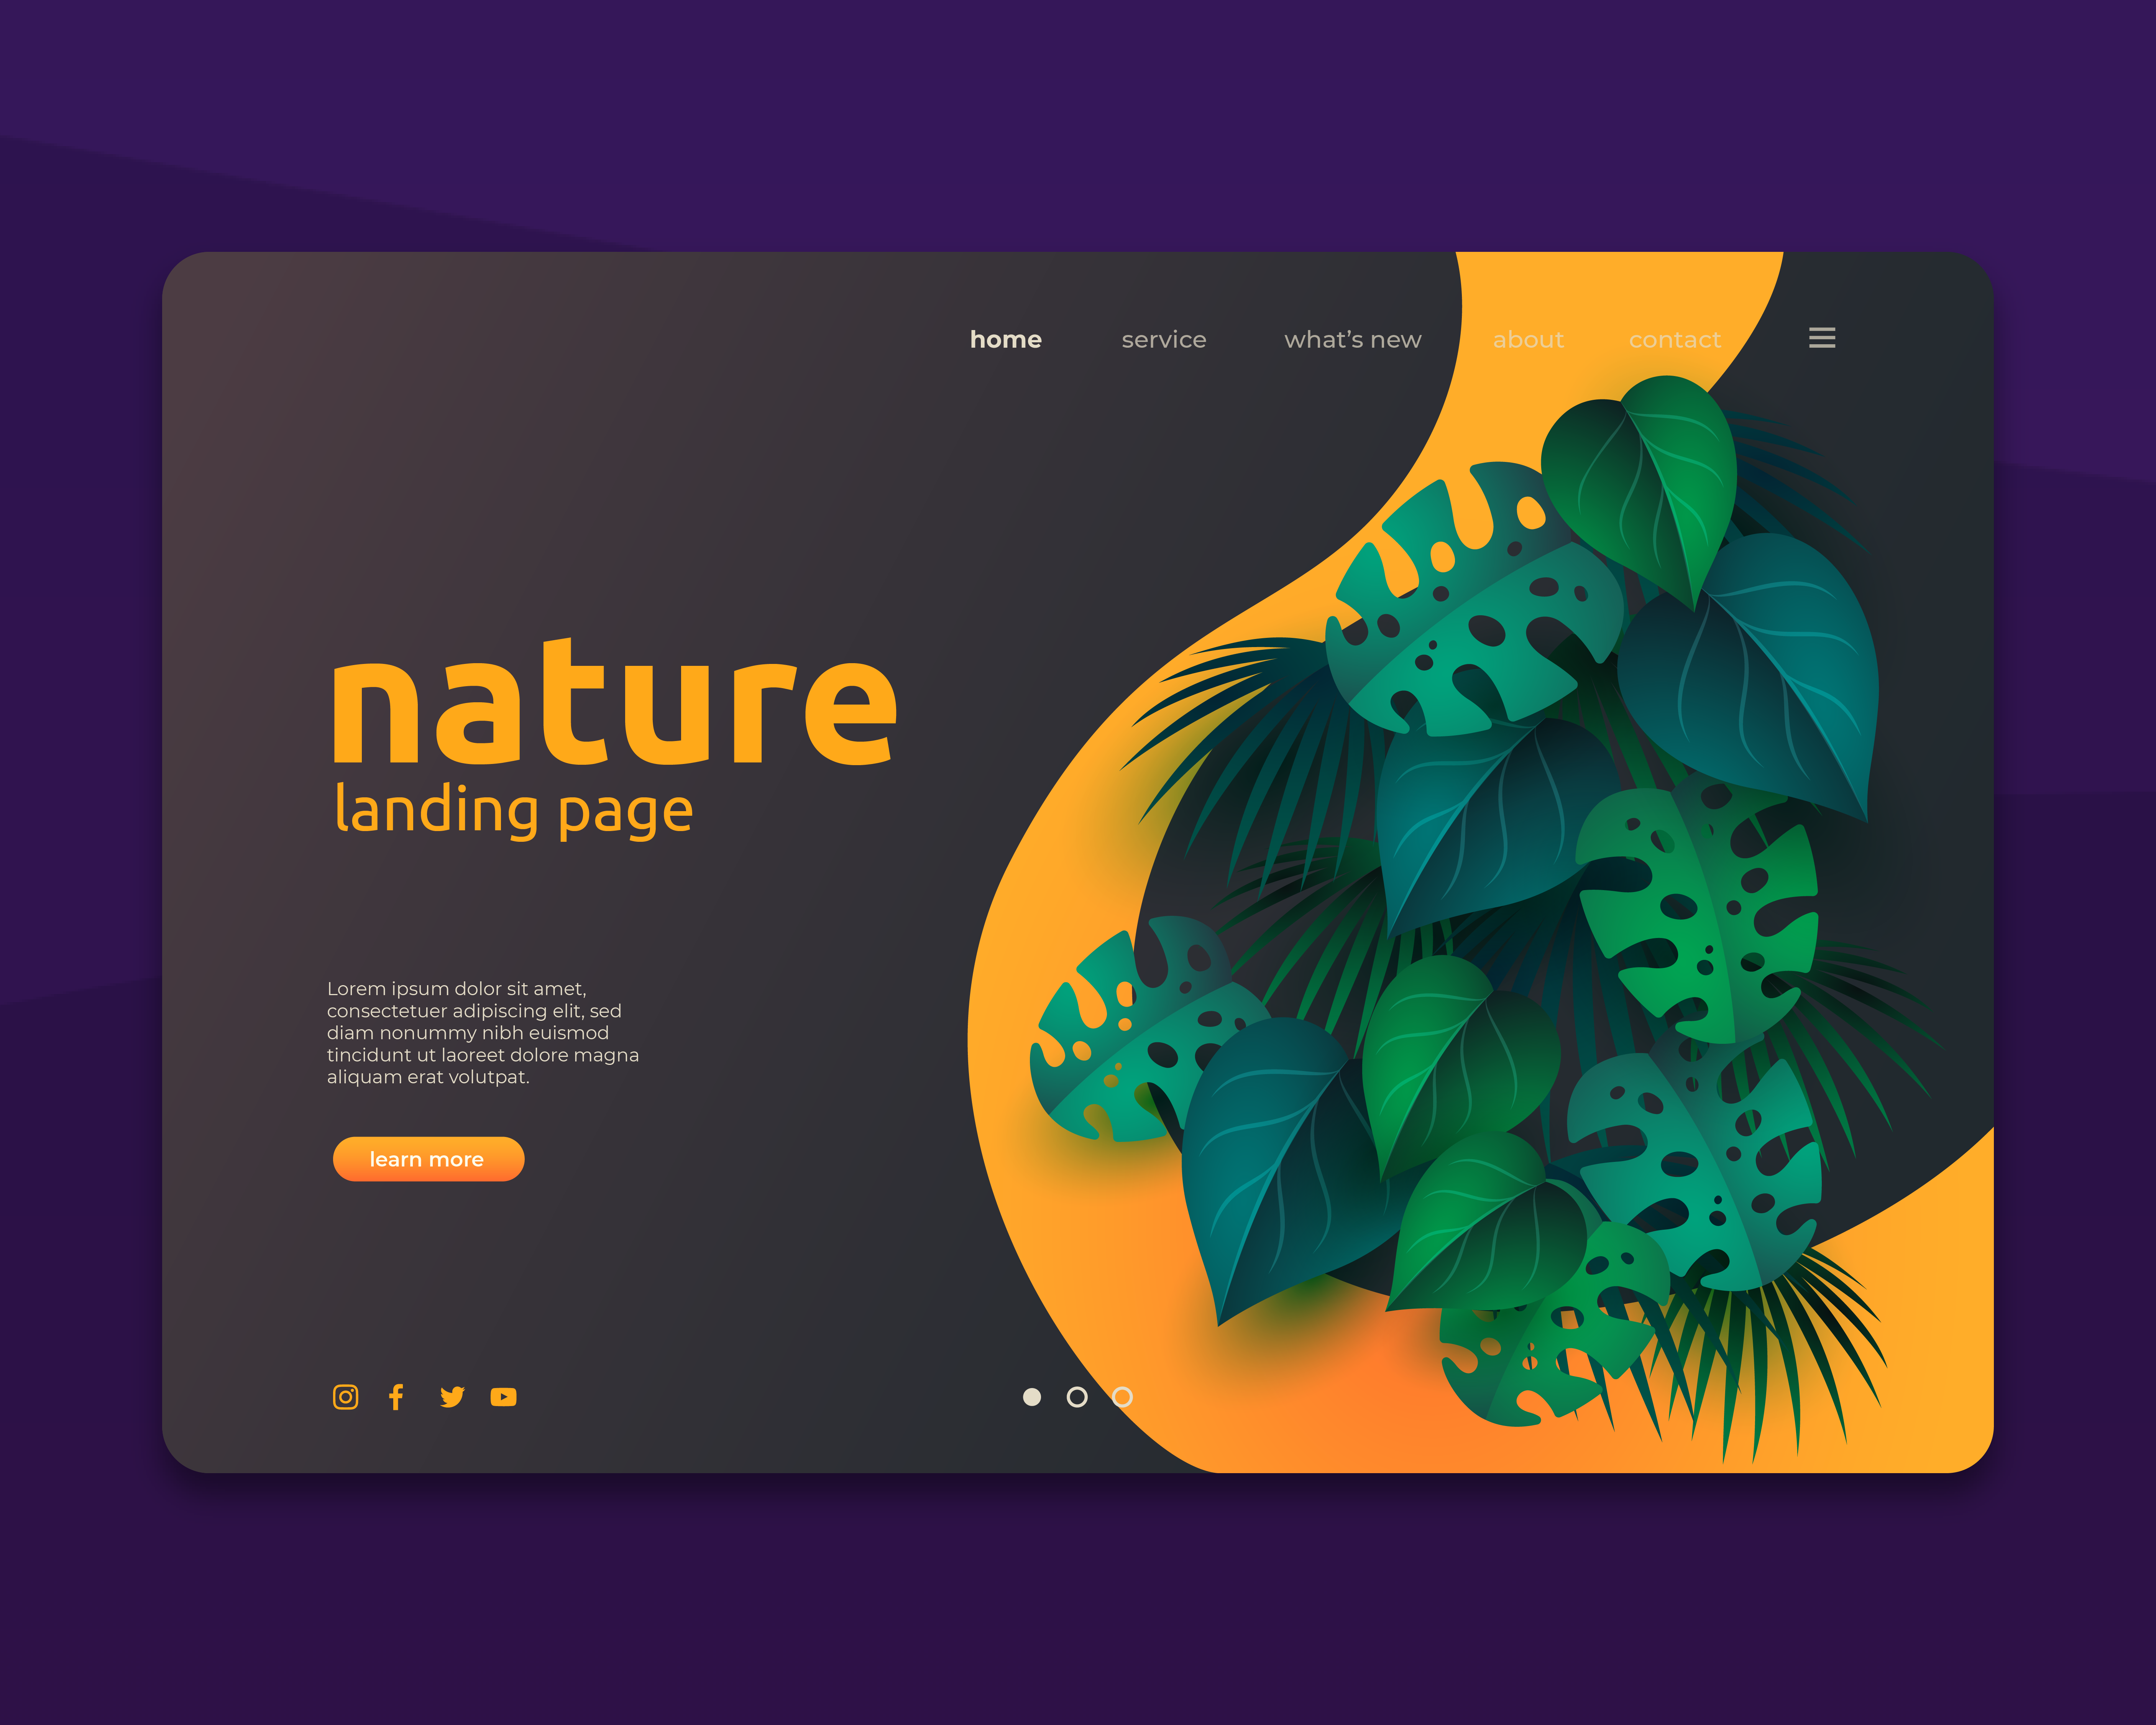 home service what's new about contact
nature
landing page
Lorem ipsum dolor sit amet,
consectetuer adipiscing elit, sed
diam nonummy nibh euismod
tincidunt ut laoreet dolore magna
aliquam erat volutpat.
learn more